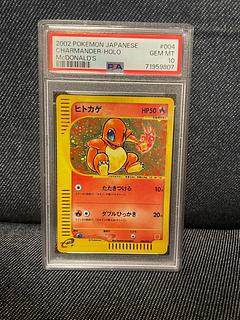 2002 POKEMON JAPANESE #004
CHARMANDER-HOLO GEM MT
McDONALD'S 10
PSA 71959807
ヒトカゲ HP50
たたきつける 10
ダブルひっかき 20×
e